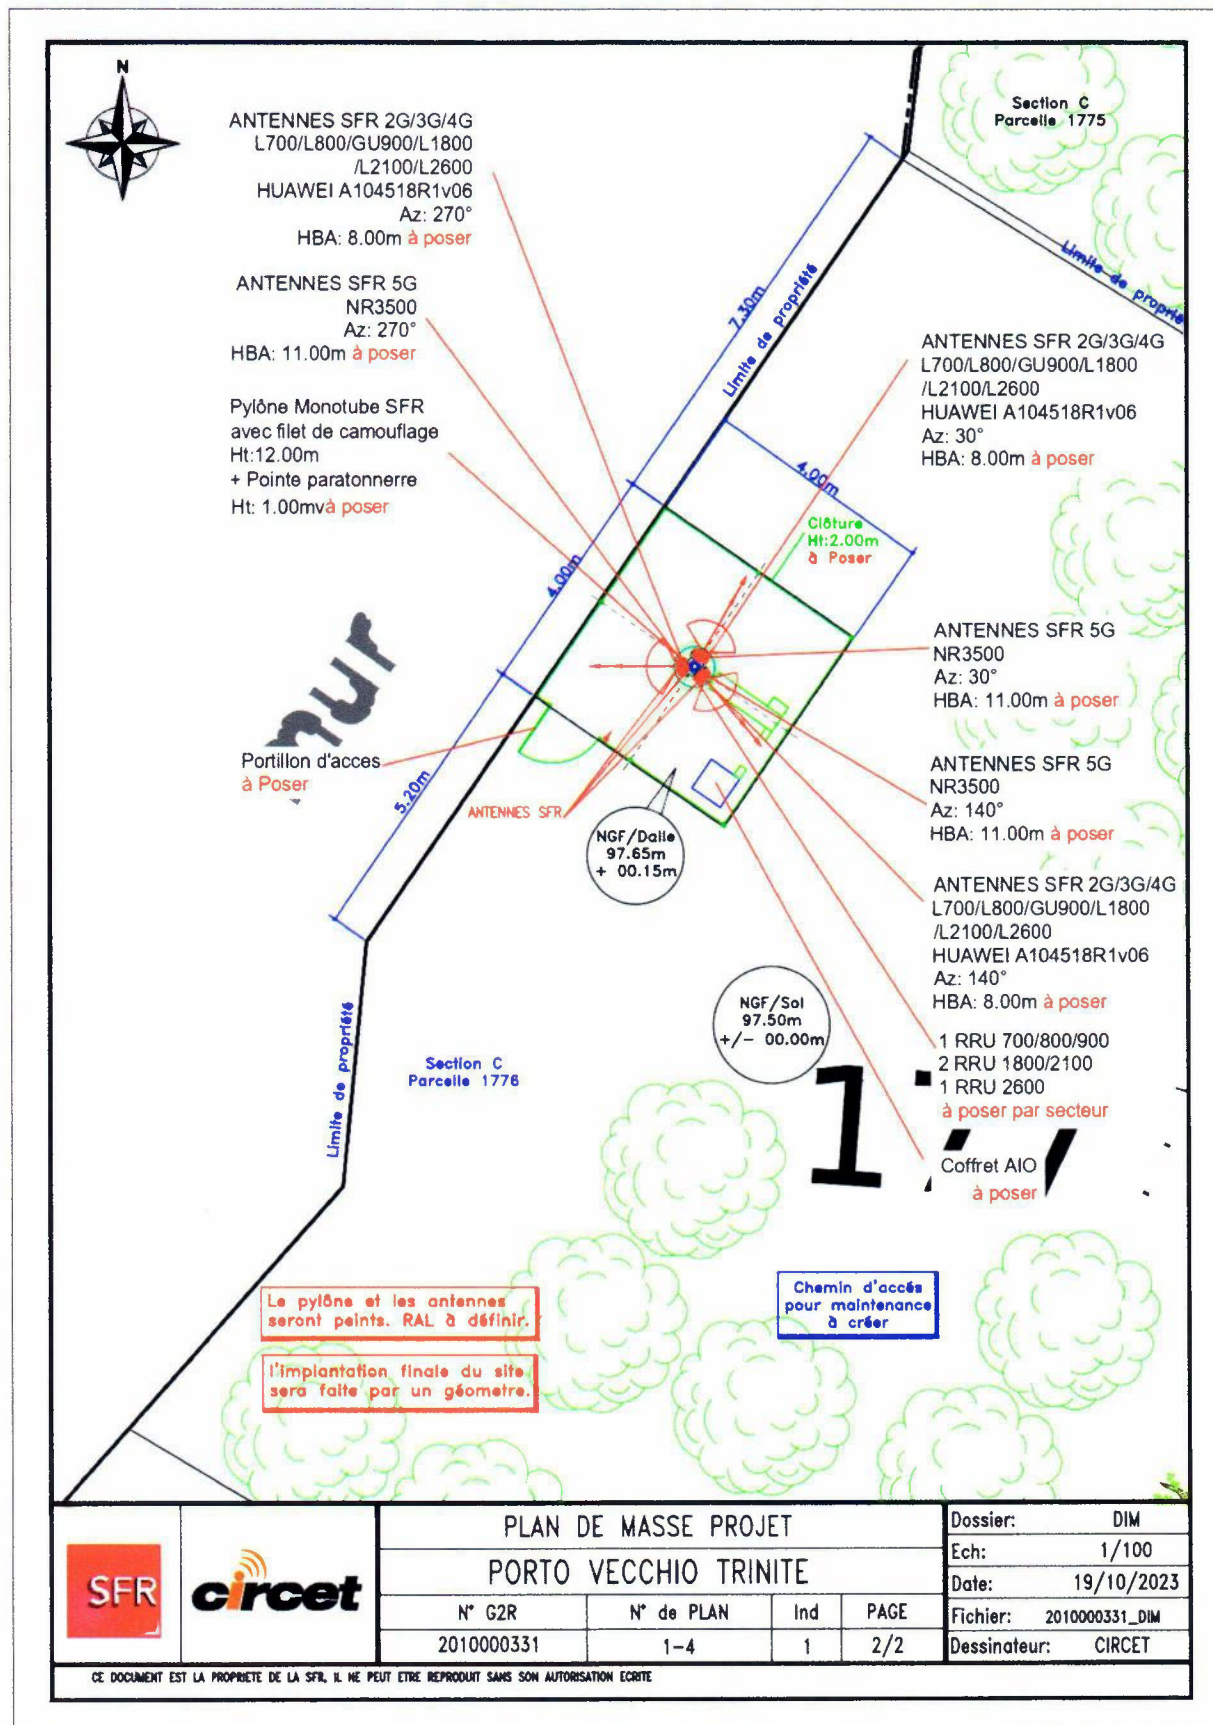 N
ANTENNES SFR 2G/3G/4G
L700/L800/GU900/L1800
/L2100/L2600
HUAWEI A104518R1v06
Az: 270°
HBA: 8.00m à poser
ANTENNES SFR 5G
NR3500
Az: 270°
HBA: 11.00m à poser
Pylône Monotube SFR
avec filet de camouflage
Ht:12.00m
+ Pointe paratonnerre
Ht: 1.00mvà poser
Section C
Parcelle 1775
Limite de propriété
7.30m
Limite de proprié
ANTENNES SFR 2G/3G/4G
L700/L800/GU900/L1800
/L2100/L2600
HUAWEI A104518R1v06
Az: 30°
HBA: 8.00m à poser
4.00m
Clôture
Ht:2.00m
à Poser
4.00m
mur
ANTENNES SFR 5G
NR3500
Az: 30°
HBA: 11.00m à poser
Portillon d'acces
à Poser
5.20m
ANTENNES SFR
ANTENNES SFR 5G
NR3500
Az: 140°
HBA: 11.00m à poser
NGF/Dalle
97.65m
+ 00.15m
ANTENNES SFR 2G/3G/4G
L700/L800/GU900/L1800
/L2100/L2600
HUAWEI A104518R1v06
Az: 140°
HBA: 8.00m à poser
NGF/Sol
97.50m
+/- 00.00m
Limite de propriété
Section C
Parcelle 1776
1 RRU 700/800/900
2 RRU 1800/2100
1 RRU 2600
à poser par secteur
Coffret AIO
à poser
Le pylône et les antennes
seront peints. RAL à définir.
Chemin d'accés
pour maintenance
à créer
l'implantation finale du site
sera faite par un géometre.
SFR
circet
PLAN DE MASSE PROJET
PORTO VECCHIO TRINITE
N° G2R
N° de PLAN
Ind
PAGE
2010000331
1-4
1
2/2
Dossier: DIM
Ech: 1/100
Date: 19/10/2023
Fichier: 2010000331_DIM
Dessinateur: CIRCET
CE DOCUMENT EST LA PROPRIETE DE LA SFR, IL NE PEUT ETRE REPRODUIT SANS SON AUTORISATION ECRITE